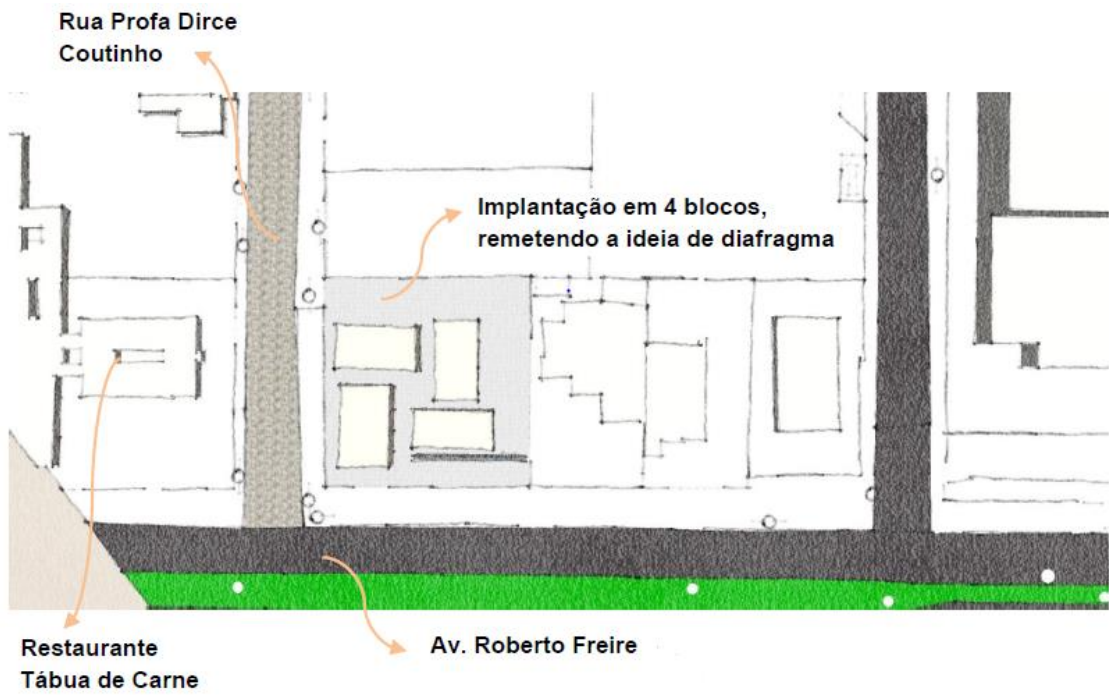 Rua Profa Dirce
Coutinho
Implantação em 4 blocos,
remetendo a ideia de diafragma
Av. Roberto Freire
Restaurante
Tábua de Carne